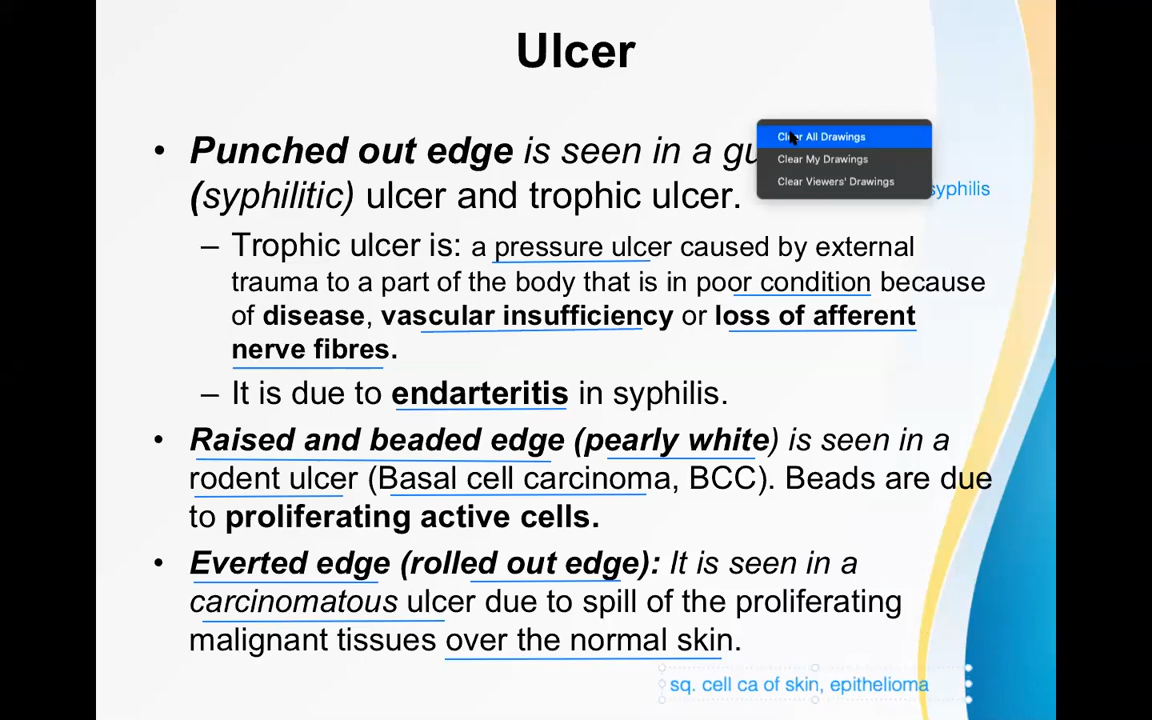 Ulcer
• Punched out edge is seen in a
(syphilitic) ulcer and trophic ulcer.
Clear All Drawings
Clear My Drawings
Clear Viewers' Drawings
syphilis
– Trophic ulcer is: a pressure ulcer caused by external
trauma to a part of the body that is in poor condition because
of disease, vascular insufficiency or loss of afferent
nerve fibres.
– It is due to endarteritis in syphilis.
• Raised and beaded edge (pearly white) is seen in a
rodent ulcer (Basal cell carcinoma, BCC). Beads are due
to proliferating active cells.
• Everted edge (rolled out edge): It is seen in a
carcinomatous ulcer due to spill of the proliferating
malignant tissues over the normal skin.
sq. cell ca of skin, epithelioma